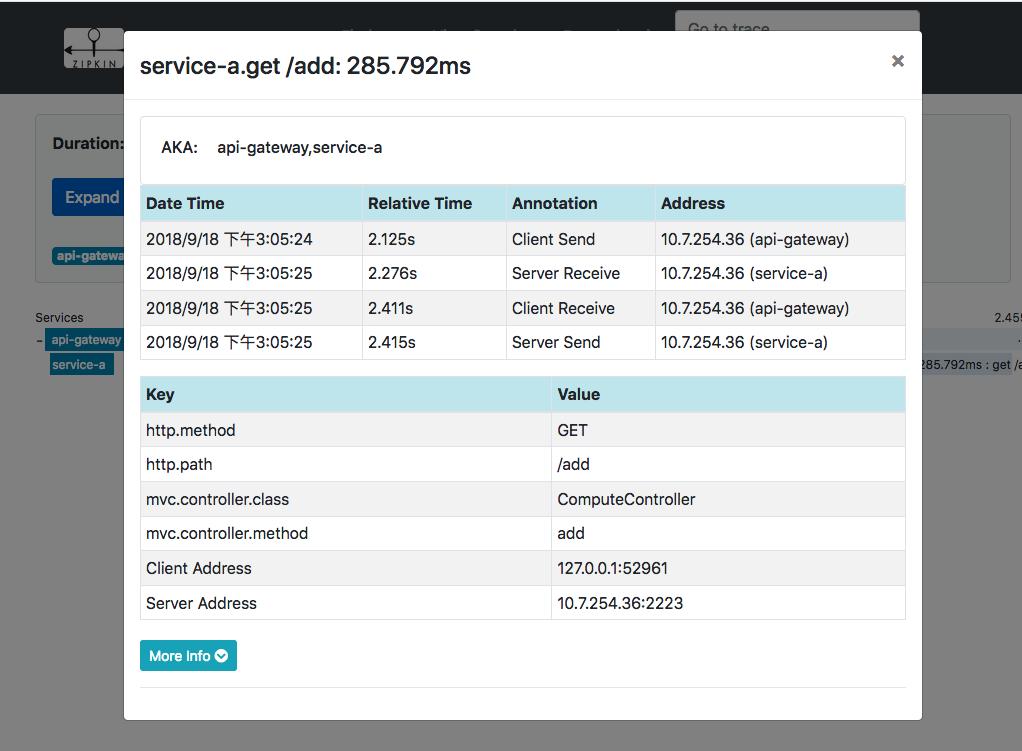 ZIPKIN
Go to trace
service-a.get /add: 285.792ms
×
Duration:
AKA: api-gateway,service-a
Expand
Date Time Relative Time Annotation Address
2018/9/18 下午3:05:24 2.125s Client Send 10.7.254.36 (api-gateway)
api-gatewa
2018/9/18 下午3:05:25 2.276s Server Receive 10.7.254.36 (service-a)
2018/9/18 下午3:05:25 2.411s Client Receive 10.7.254.36 (api-gateway)
Services 2.45
2018/9/18 下午3:05:25 2.415s Server Send 10.7.254.36 (service-a)
- api-gateway
service-a 285.792ms : get /a
Key Value
http.method GET
http.path /add
mvc.controller.class ComputeController
mvc.controller.method add
Client Address 127.0.0.1:52961
Server Address 10.7.254.36:2223
More Info